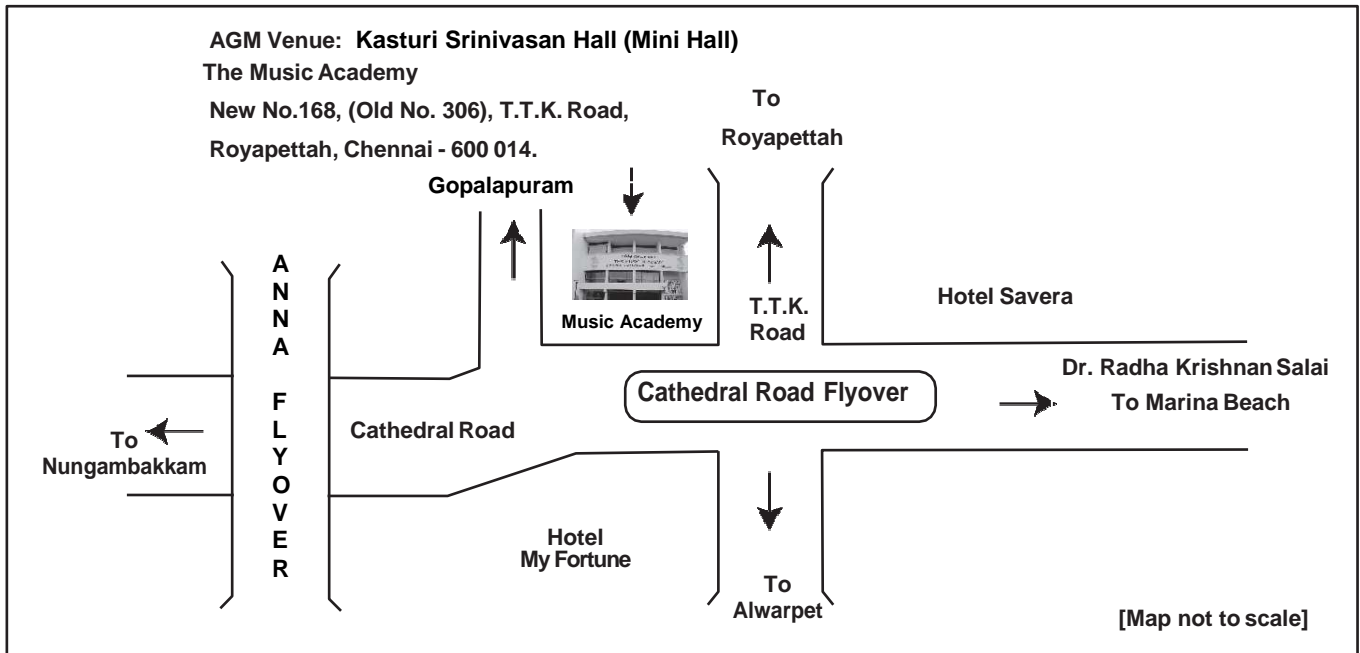 AGM Venue: Kasturi Srinivasan Hall (Mini Hall)
The Music Academy
New No.168, (Old No. 306), T.T.K. Road,
Royapettah, Chennai - 600 014.
To
Royapettah
Gopalapuram
Music Academy
T.T.K.
Road
Hotel Savera
ANNA FLYOVER
To
Nungambakkam
Cathedral Road
Cathedral Road Flyover
Dr. Radha Krishnan Salai
To Marina Beach
Hotel
My Fortune
To
Alwarpet
[Map not to scale]